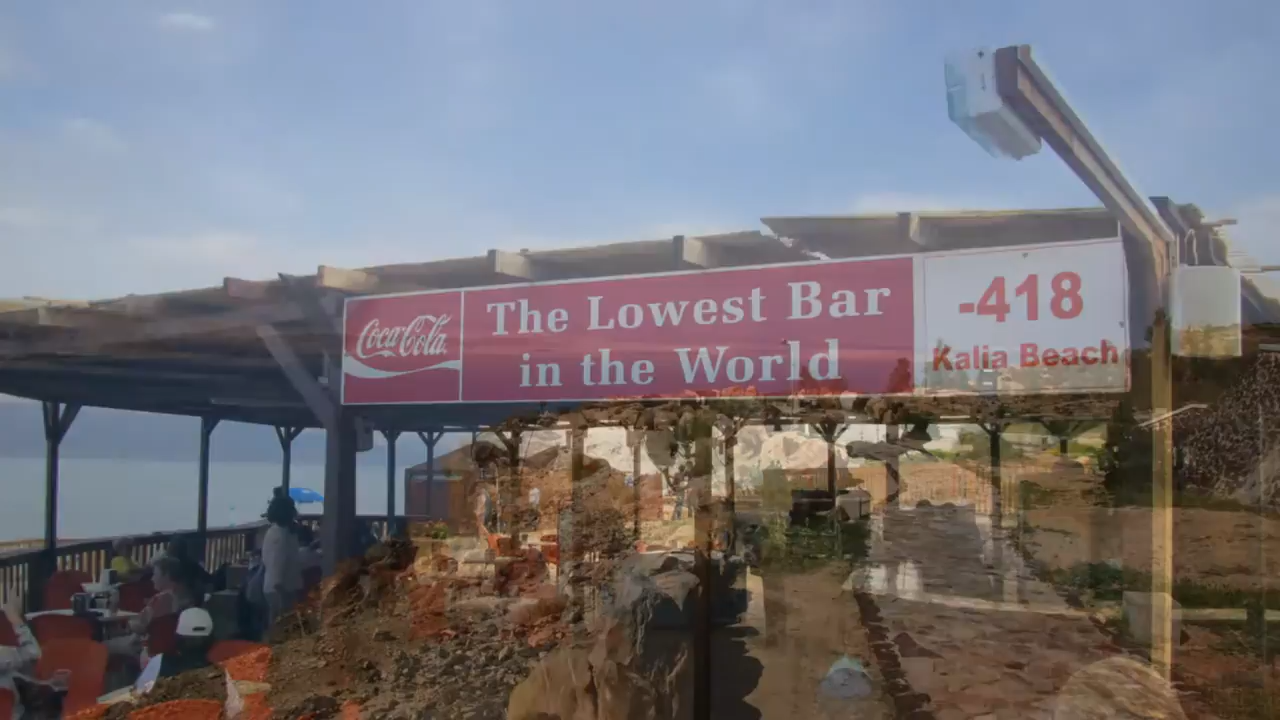 Coca-Cola
The Lowest Bar
in the World
-418
Kalia Beach